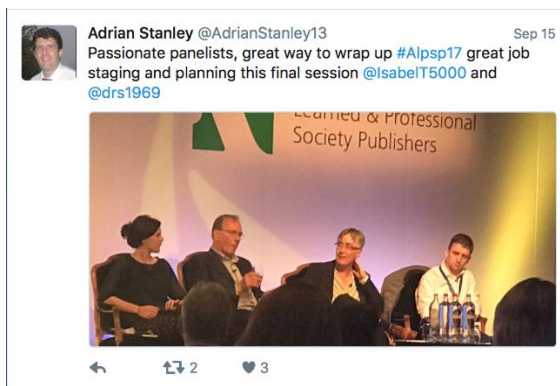 Adrian Stanley @AdrianStanley13 Sep 15
Passionate panelists, great way to wrap up #Alpsp17 great job
staging and planning this final session @IsabelT5000 and
@drs1969
Learned & Professional
Society Publishers
2 3